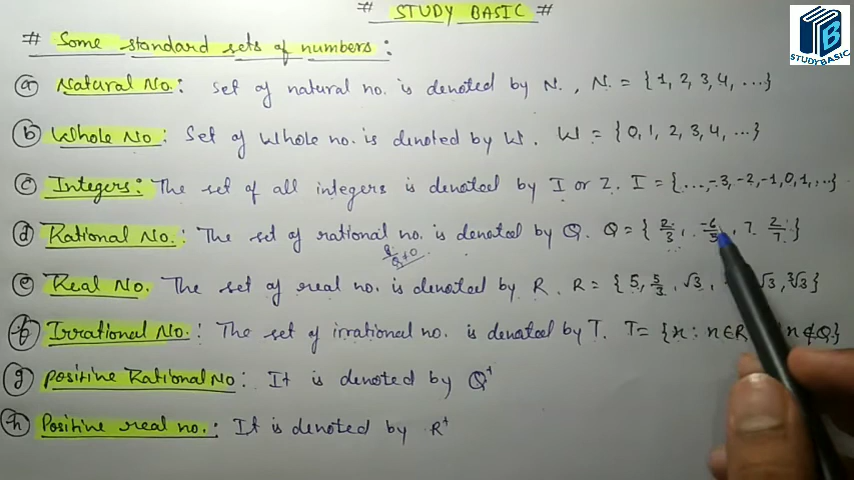 # STUDY BASIC #
STUDYBASIC
# Some standard sets of numbers:
(a) Natural No: Set of natural no. is denoted by N. , N. = {1, 2, 3, 4, ...}
(b) Whole No: Set of Whole no. is denoted by W. W = {0, 1, 2, 3, 4, ...}
(c) Integers: The set of all integers is denoted by I or Z. I = {...,-3, -2, -1, 0, 1, ...}
(d) Rational No.: The set of rational no. is denoted by Q. Q = {2/3, -6/, 7. 2/7}
(e) Real No: The set of real no. is denoted by R. R = {5, 5/3, √3, √3, ∛3}
(f) Irrational No.: The set of irrational no. is denoted by T. T = {x : x ∈ R x ∉ Q}
(g) positive Rational No: It is denoted by Q⁺
(h) Positive real no.: It is denoted by R⁺